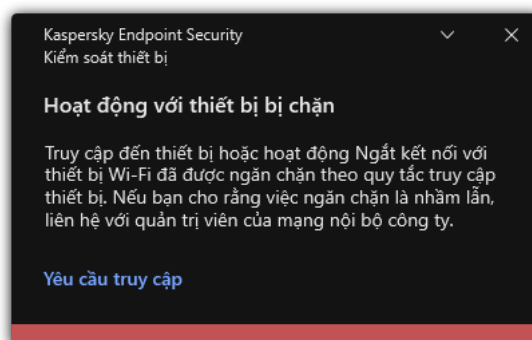 Kaspersky Endpoint Security
Kiểm soát thiết bị
Hoạt động với thiết bị bị chặn
Truy cập đến thiết bị hoặc hoạt động Ngắt kết nối với
thiết bị Wi-Fi đã được ngăn chặn theo quy tắc truy cập
thiết bị. Nếu bạn cho rằng việc ngăn chặn là nhầm lẫn,
liên hệ với quản trị viên của mạng nội bộ công ty.
Yêu cầu truy cập